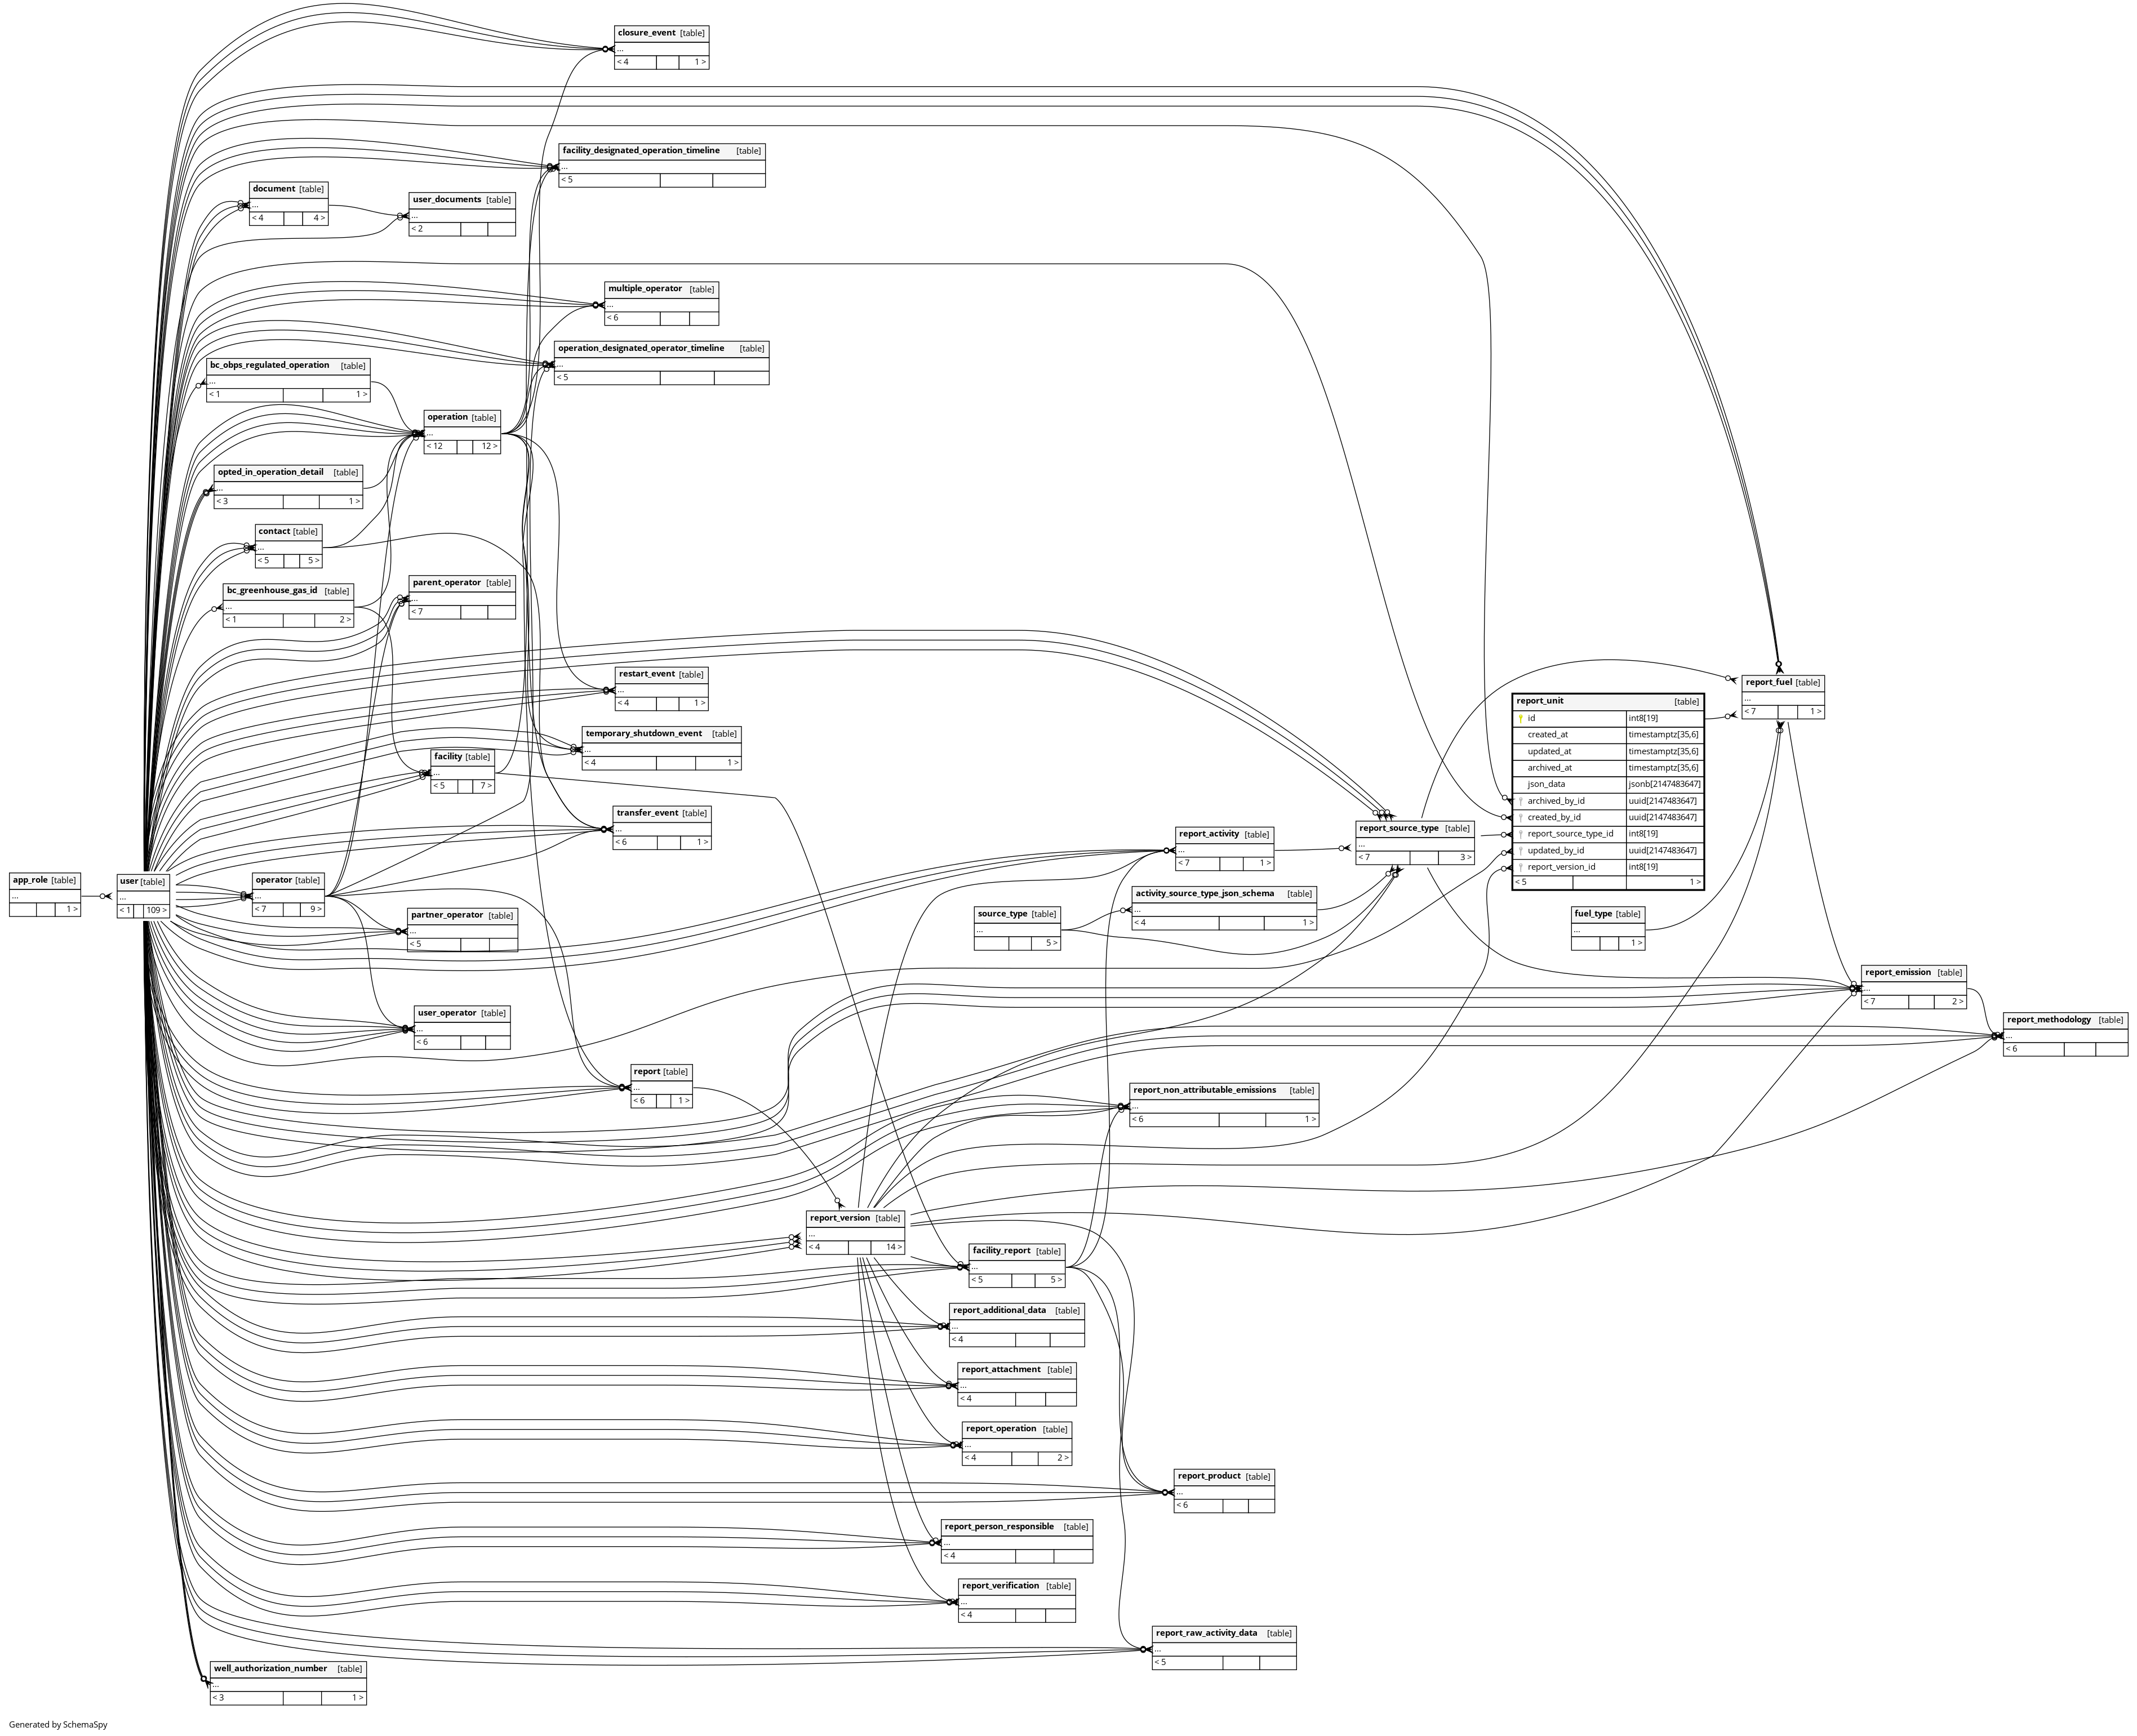 closure_event [table]
...
< 4 1 >
facility_designated_operation_timeline [table]
...
< 5
document [table]
...
< 4 4 >
user_documents [table]
...
< 2
multiple_operator [table]
...
< 6
operation_designated_operator_timeline [table]
...
< 5
bc_obps_regulated_operation [table]
...
< 1 1 >
operation [table]
...
< 12 12 >
opted_in_operation_detail [table]
...
< 3 1 >
contact [table]
...
< 5 5 >
bc_greenhouse_gas_id [table]
...
< 1 2 >
parent_operator [table]
...
< 7
restart_event [table]
...
< 4 1 >
temporary_shutdown_event [table]
...
< 4 1 >
facility [table]
...
< 5 7 >
transfer_event [table]
...
< 6 1 >
report_fuel [table]
...
< 7 1 >
report_unit [table]
id int8[19]
created_at timestamptz[35,6]
updated_at timestamptz[35,6]
archived_at timestamptz[35,6]
json_data jsonb[2147483647]
archived_by_id uuid[2147483647]
created_by_id uuid[2147483647]
report_source_type_id int8[19]
updated_by_id uuid[2147483647]
report_version_id int8[19]
< 5 1 >
report_source_type [table]
...
< 7 3 >
report_activity [table]
...
< 7 1 >
activity_source_type_json_schema [table]
...
< 4 1 >
source_type [table]
...
5 >
fuel_type [table]
...
1 >
app_role [table]
...
1 >
user [table]
...
< 1 109 >
operator [table]
...
< 7 9 >
partner_operator [table]
...
< 5
user_operator [table]
...
< 6
report_emission [table]
...
< 7 2 >
report_methodology [table]
...
< 6
report [table]
...
< 6 1 >
report_non_attributable_emissions [table]
...
< 6 1 >
report_version [table]
...
< 4 14 >
facility_report [table]
...
< 5 5 >
report_additional_data [table]
...
< 4
report_attachment [table]
...
< 4
report_operation [table]
...
< 4 2 >
report_product [table]
...
< 6
report_person_responsible [table]
...
< 4
report_verification [table]
...
< 4
report_raw_activity_data [table]
...
< 5
well_authorization_number [table]
...
< 3 1 >
Generated by SchemaSpy